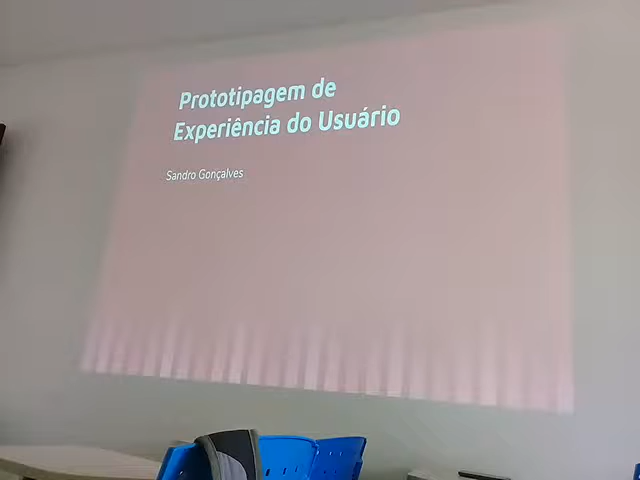 Prototipagem de
Experiência do Usuário
Sandro Gonçalves